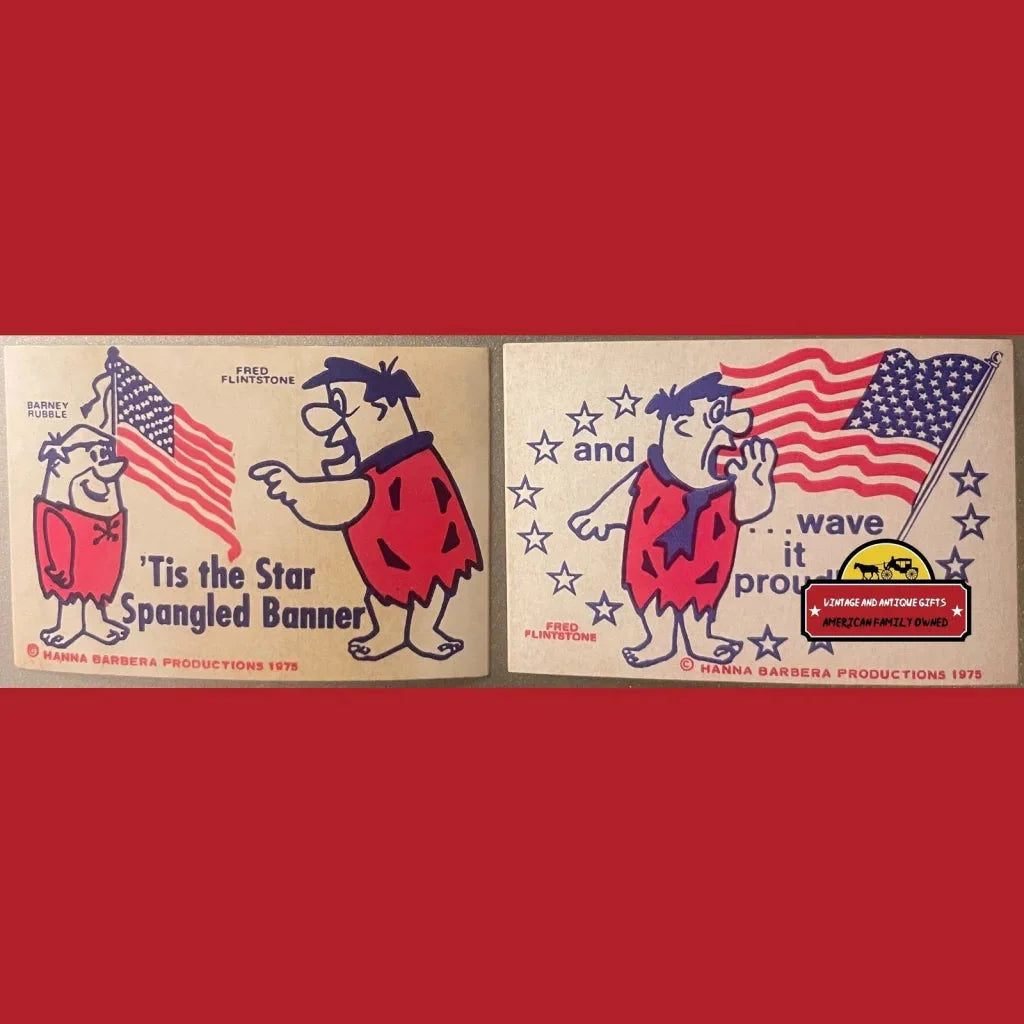 BARNEY
RUBBLE
FRED
FLINTSTONE
'Tis the Star
Spangled Banner
© HANNA BARBERA PRODUCTIONS 1975
and
...wave
it
FRED
FLINTSTONE
© HANNA BARBERA PRODUCTIONS 1975
VINTAGE AND ANTIQUE GIFTS
AMERICAN FAMILY OWNED